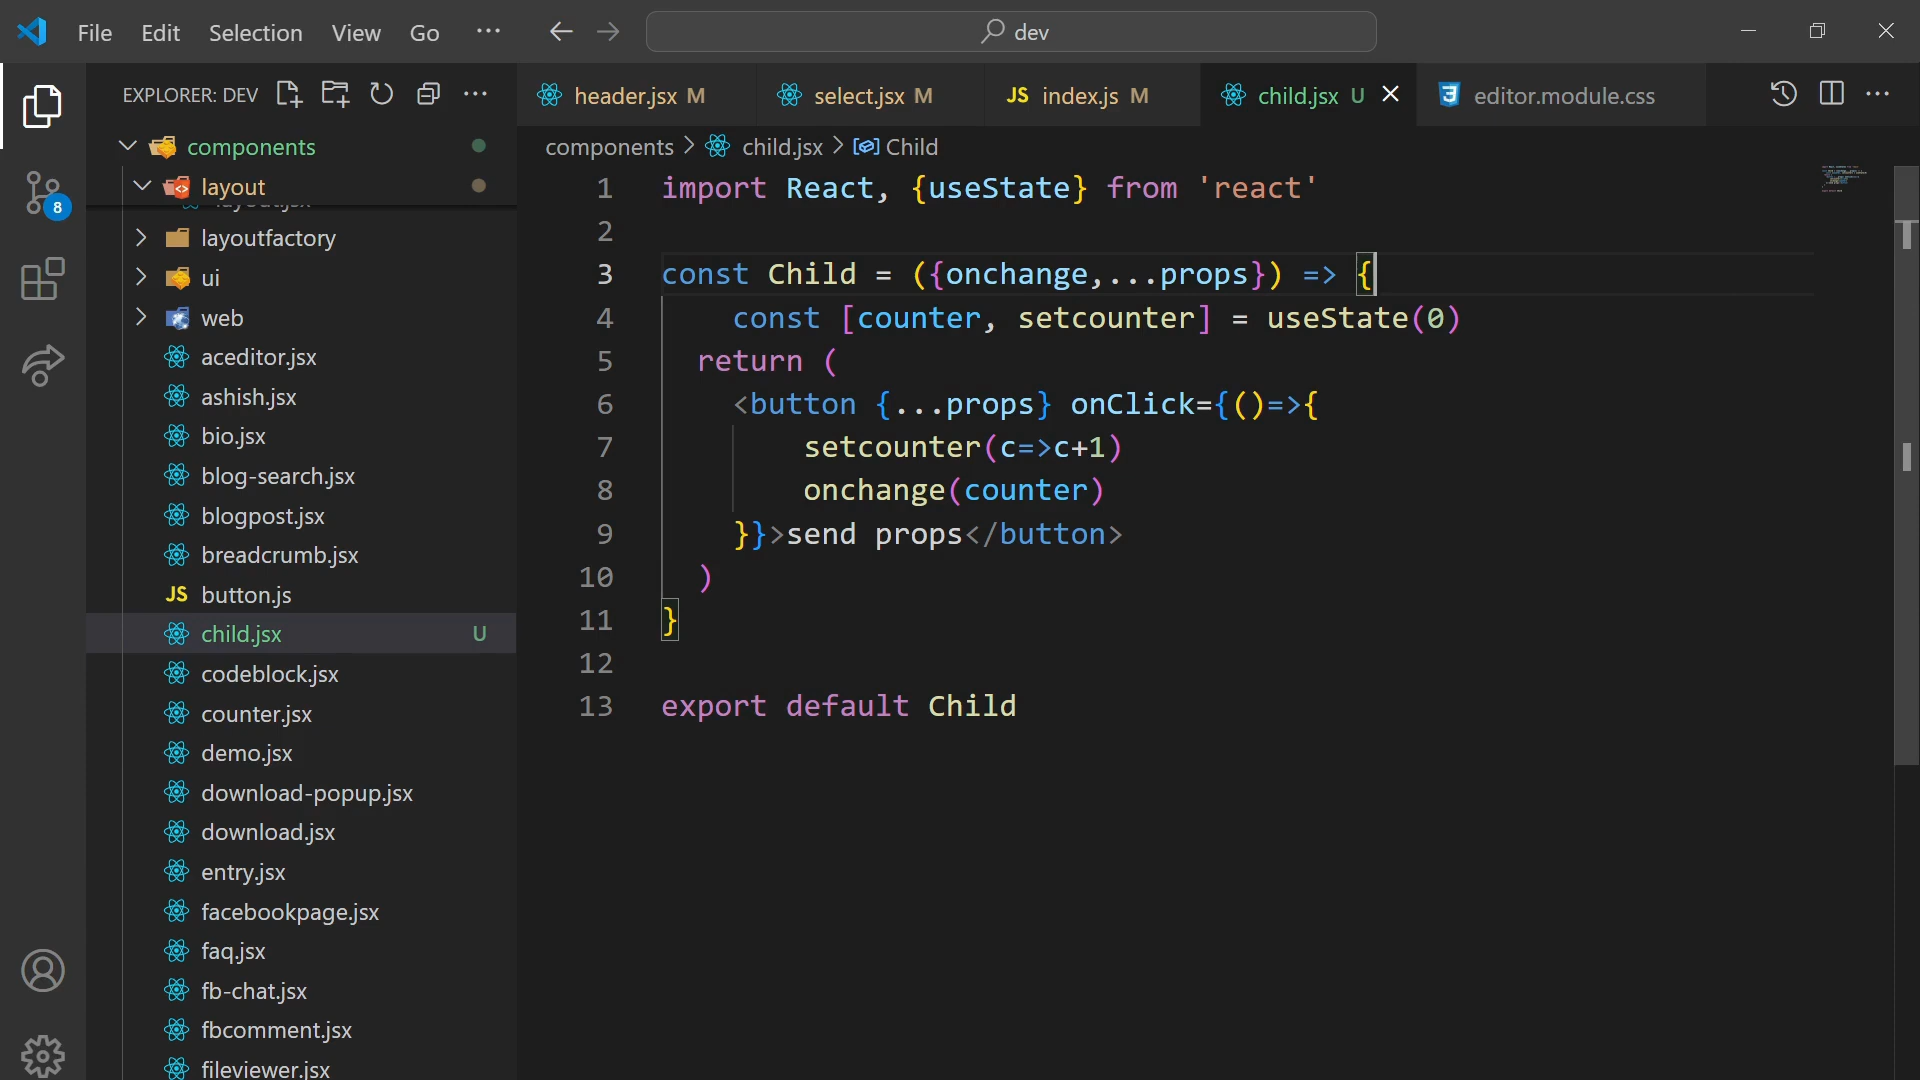 File Edit Selection View Go ··· dev
EXPLORER: DEV
header.jsx M select.jsx M JS index.js M child.jsx U editor.module.css
components
layout
layoutfactory
ui
web
aceditor.jsx
ashish.jsx
bio.jsx
blog-search.jsx
blogpost.jsx
breadcrumb.jsx
JS button.js
child.jsx U
codeblock.jsx
counter.jsx
demo.jsx
download-popup.jsx
download.jsx
entry.jsx
facebookpage.jsx
faq.jsx
fb-chat.jsx
fbcomment.jsx
fileviewer.jsx
8
components > child.jsx > Child
1 import React, {useState} from 'react'
2
3 const Child = ({onchange,...props}) => {
4 const [counter, setcounter] = useState(0)
5 return (
6 <button {...props} onClick={()=>{
7 setcounter(c=>c+1)
8 onchange(counter)
9 }}>send props</button>
10 )
11 }
12
13 export default Child